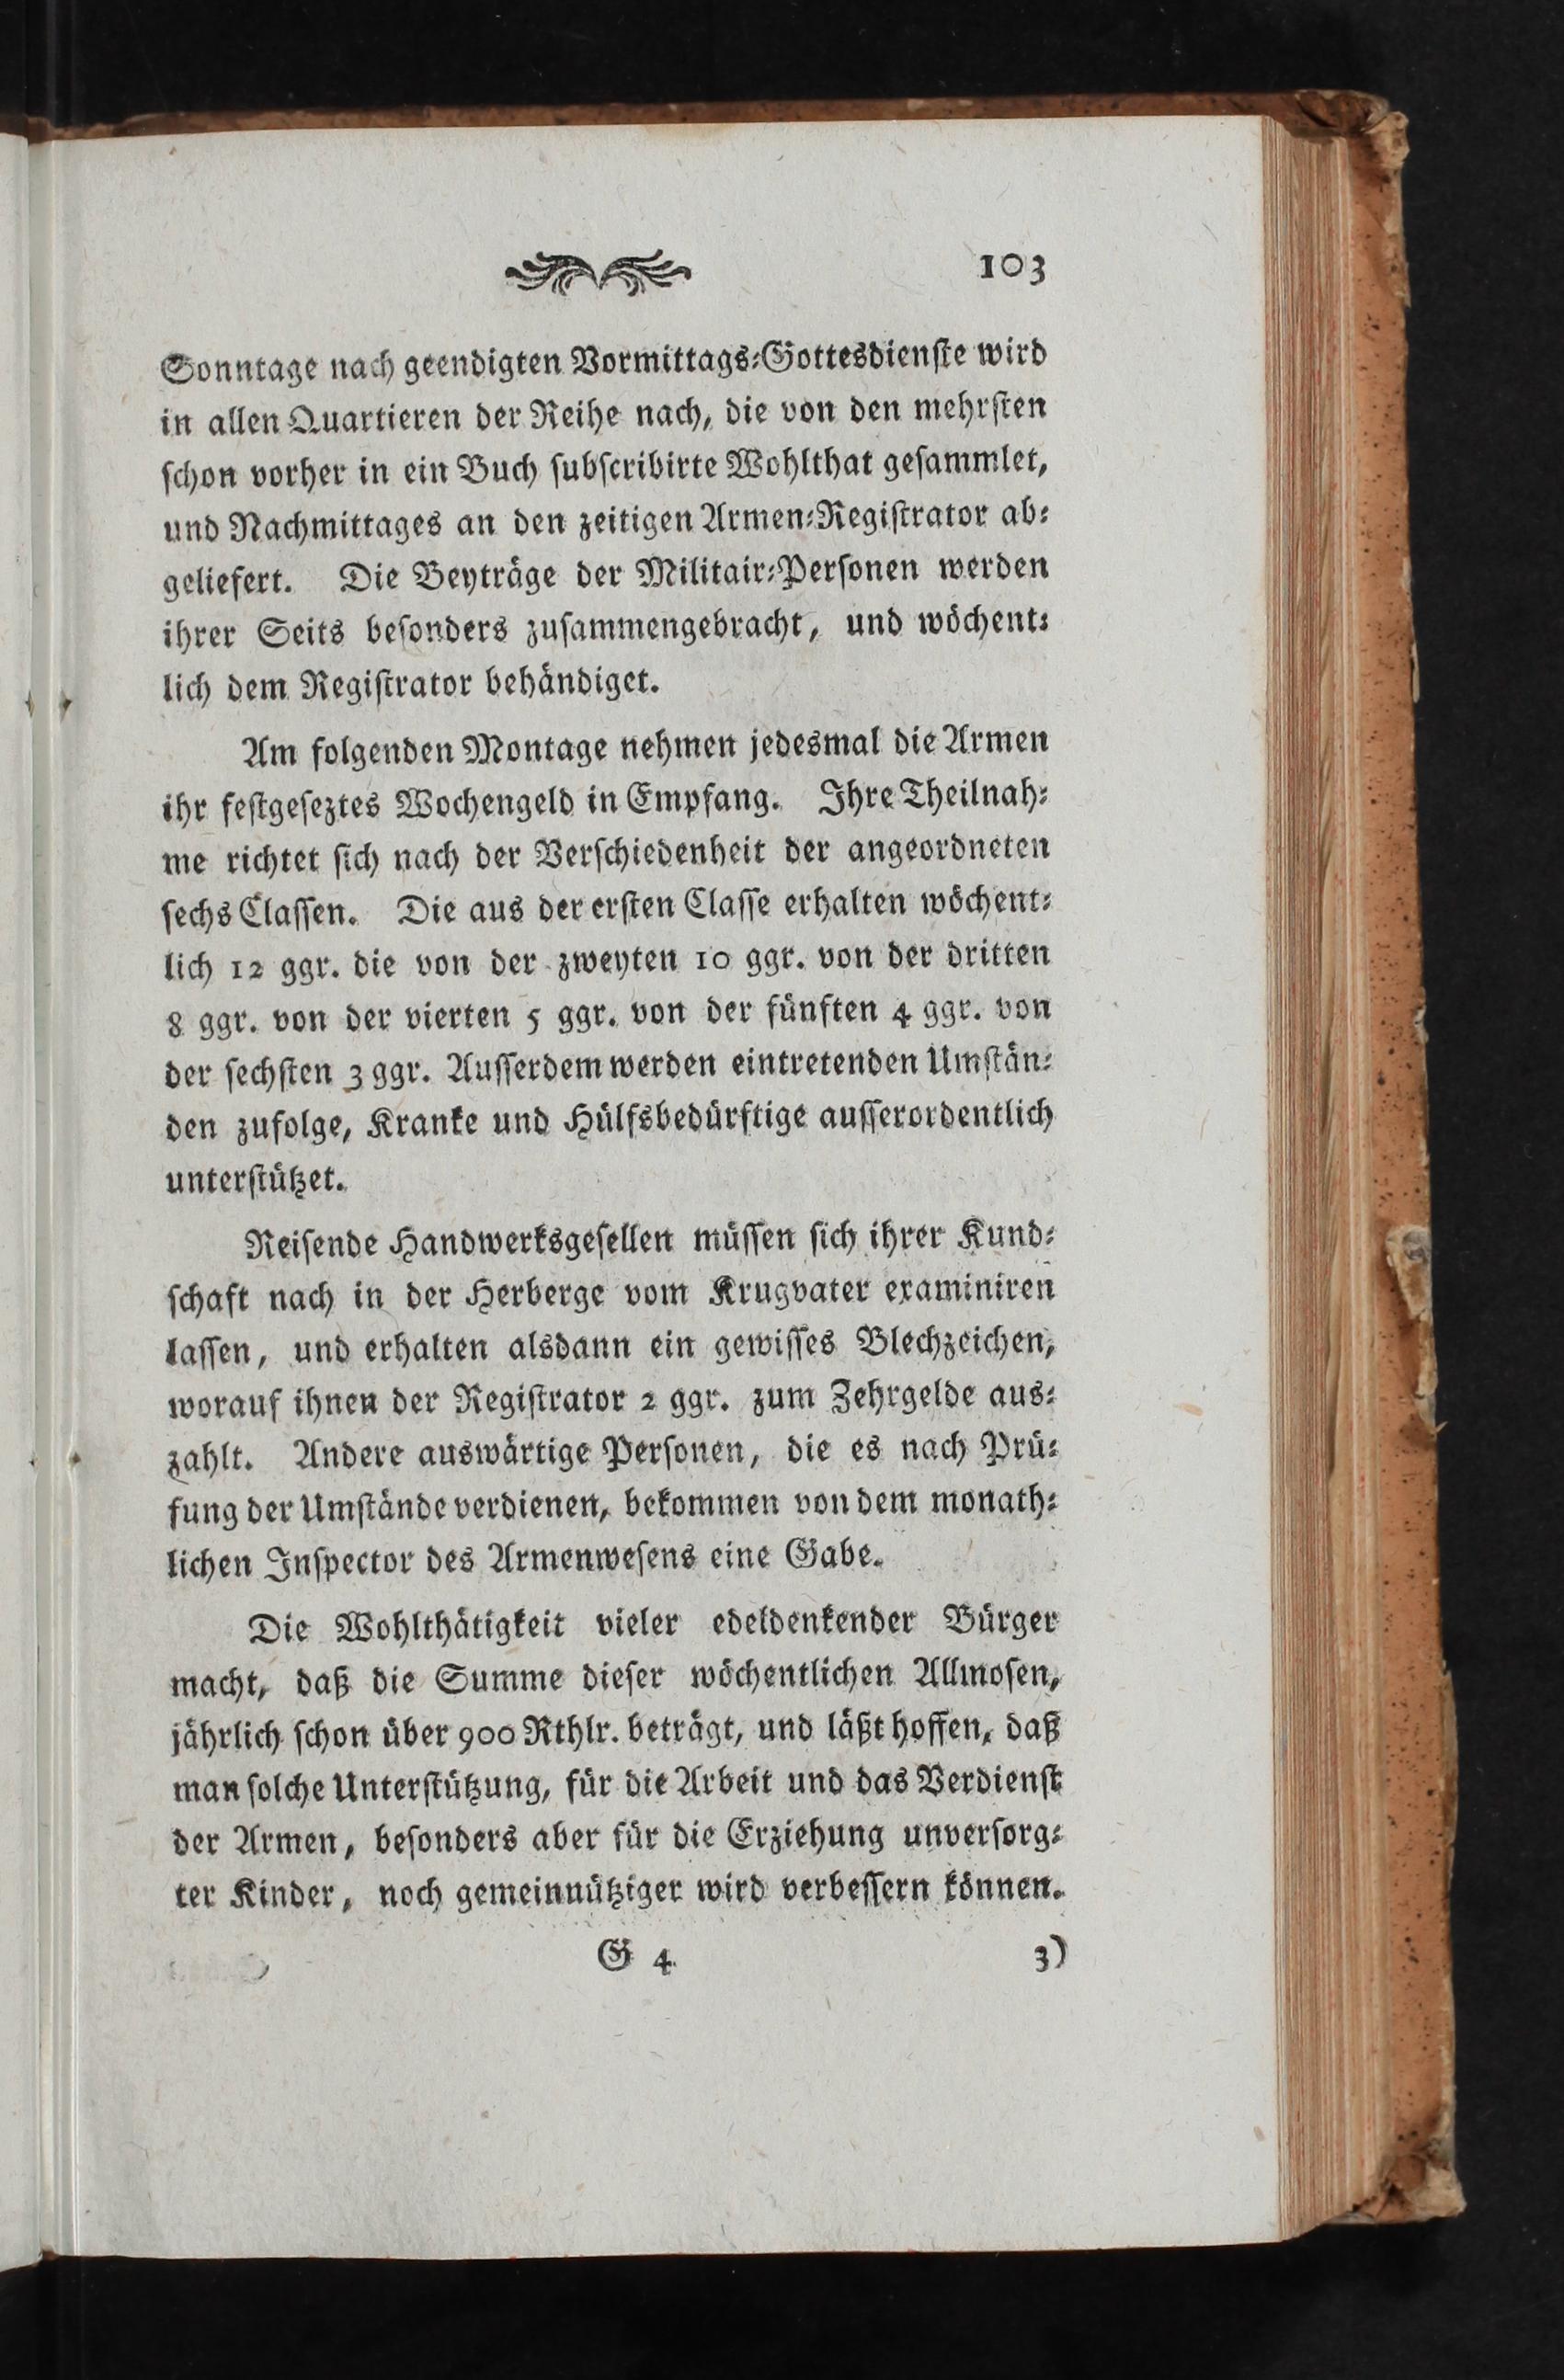 103
Sonntage nach geendigten Vormittags⸗Gottesdienſte wird
in allen Quartieren der Reihe nach, die von den mehrſten
ſchon vorher in ein Buch ſubſcribirte Wohlthat geſammlet,
und Nachmittages an den zeitigen Armen⸗Regiſtrator ab⸗
geliefert. Die Beyträge der Militair⸗Perſonen werden
ihrer Seits beſonders zuſammengebracht, und wöchent⸗
lich dem Regiſtrator behändiget.
Am folgenden Montage nehmen jedesmal die Armen
ihr feſtgeſeztes Wochengeld in Empfang. Ihre Theilnah⸗
me richtet ſich nach der Verſchiedenheit der angeordneten
ſechs Claſſen. Die aus der erſten Claſſe erhalten wöchent⸗
lich 12 ggr. die von der zweyten 10 ggr. von der dritten
8 ggr. von der vierten 5 ggr. von der fünften 4 ggr. von
der ſechſten 3 ggr. Auſſerdem werden eintretenden Umſtän⸗
den zufolge, Kranke und Hülfsbedürftige auſſerordentlich
unterſtützet.
Reiſende Handwerksgeſellen müſſen ſich ihrer Kund⸗
ſchaft nach in der Herberge vom Krugvater examiniren
laſſen, und erhalten alsdann ein gewiſſes Blechzeichen,
worauf ihnen der Regiſtrator 2 ggr. zum Zehrgelde aus⸗
zahlt. Andere auswärtige Perſonen, die es nach Prü⸗
fung der Umſtände verdienen, bekommen von dem monath⸗
lichen Inſpector des Armenweſens eine Gabe.
Die Wohlthätigkeit vieler edeldenkender Bürger
macht, daß die Summe dieſer wöchentlichen Allmoſen,
jährlich ſchon über 900 Rthlr. beträgt, und läßt hoffen, daß
man ſolche Unterſtützung, für die Arbeit und das Verdienſt
der Armen, beſonders aber für die Erziehung unverſorg⸗
ter Kinder, noch gemeinnütziger wird verbeſſern können.
G 4 3)